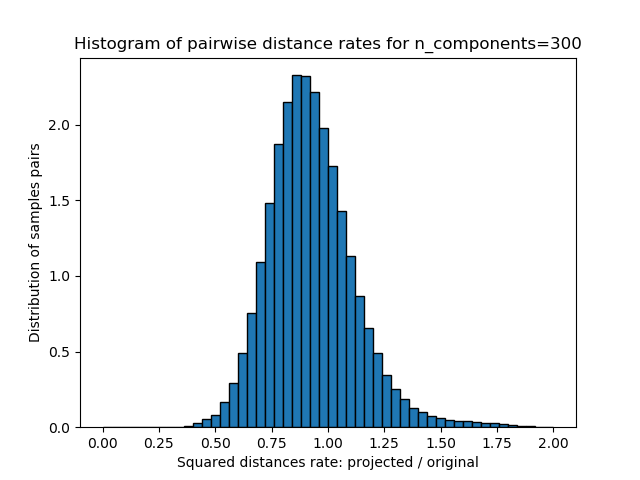 Histogram of pairwise distance rates for n_components=300
Distribution of samples pairs
2.0
1.5
1.0
0.5
0.0
0.00 0.25 0.50 0.75 1.00 1.25 1.50 1.75 2.00
Squared distances rate: projected / original